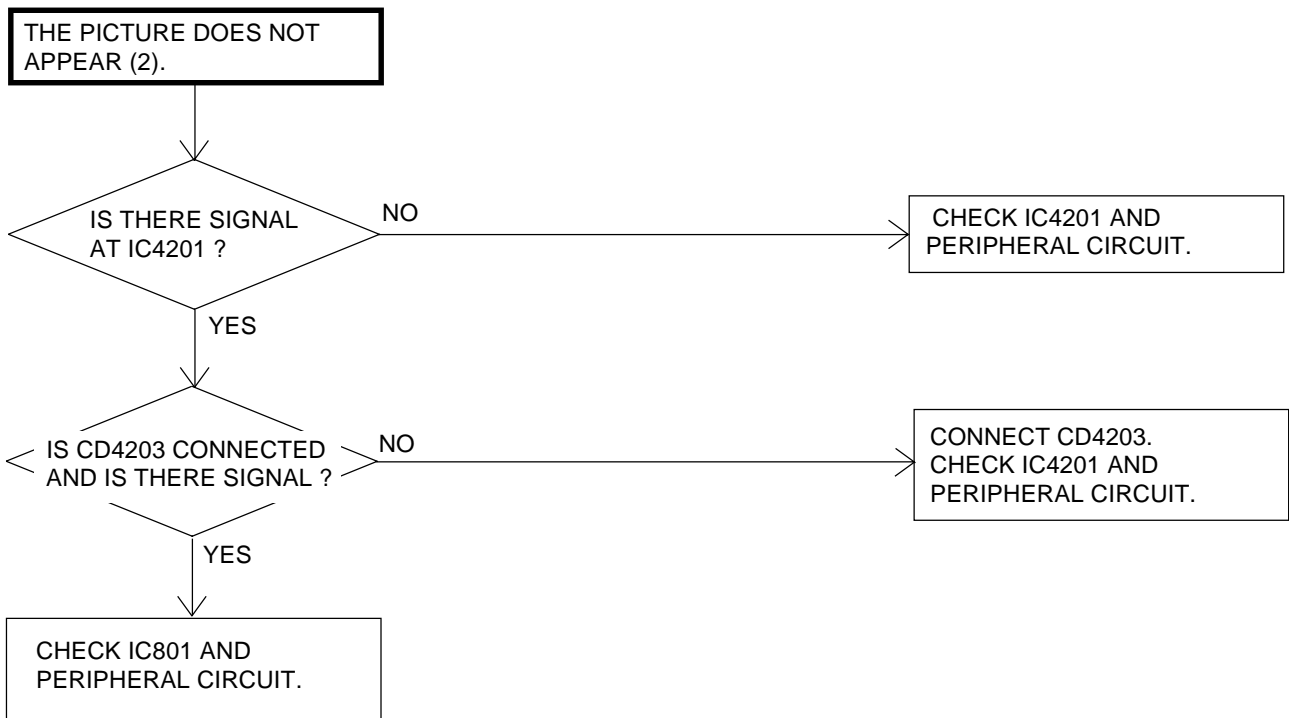 THE PICTURE DOES NOT
APPEAR (2).
IS THERE SIGNAL
AT IC4201 ?
NO
CHECK IC4201 AND
PERIPHERAL CIRCUIT.
YES
IS CD4203 CONNECTED
AND IS THERE SIGNAL ?
NO
CONNECT CD4203.
CHECK IC4201 AND
PERIPHERAL CIRCUIT.
YES
CHECK IC801 AND
PERIPHERAL CIRCUIT.